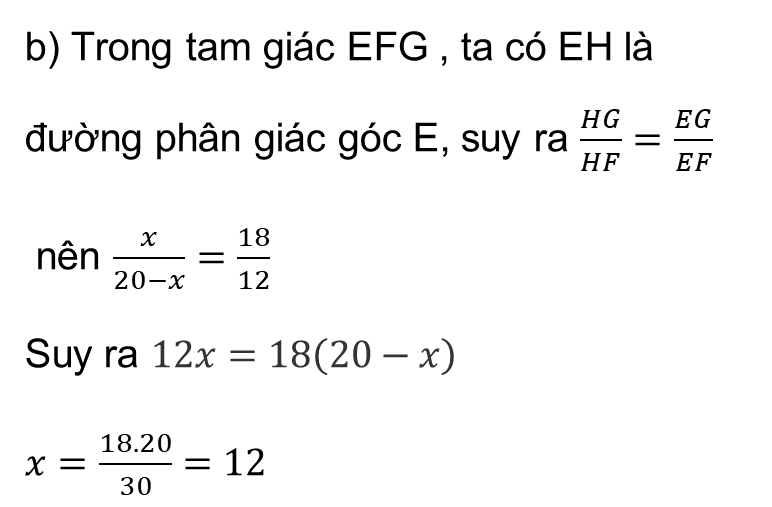 b) Trong tam giác EFG , ta có EH là
đường phân giác góc E, suy ra HG/HF = EG/EF
nên x/(20−x) = 18/12
Suy ra 12x = 18(20 − x)
x = 18.20/30 = 12